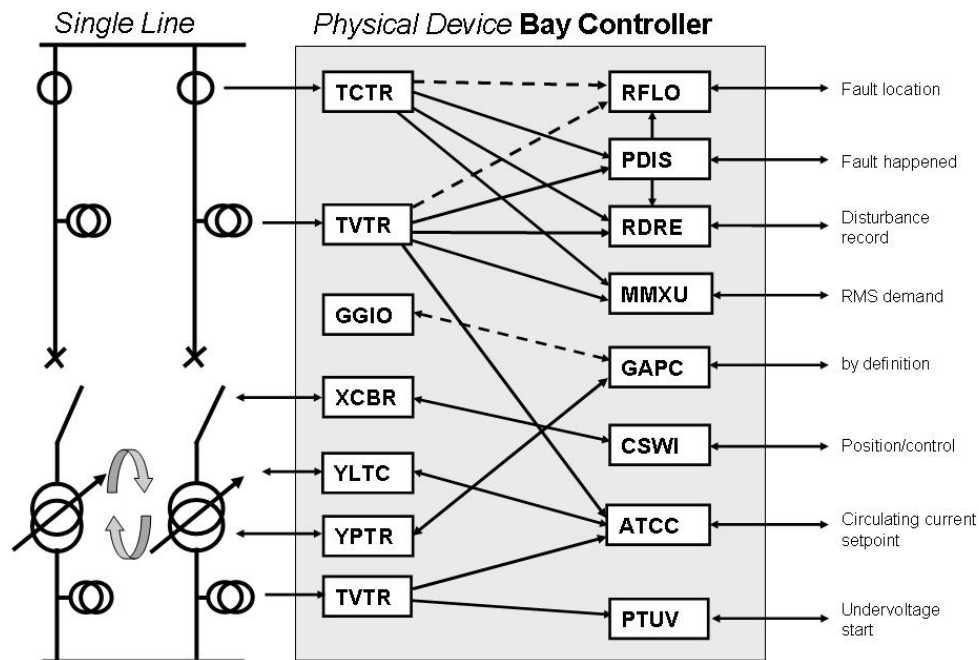 Single Line
Physical Device Bay Controller
TCTR
RFLO
Fault location
PDIS
Fault happened
TVTR
RDRE
Disturbance
record
MMXU
RMS demand
GGIO
GAPC
by definition
XCBR
CSWI
Position/control
YLTC
ATCC
Circulating current
setpoint
YPTR
TVTR
PTUV
Undervoltage
start